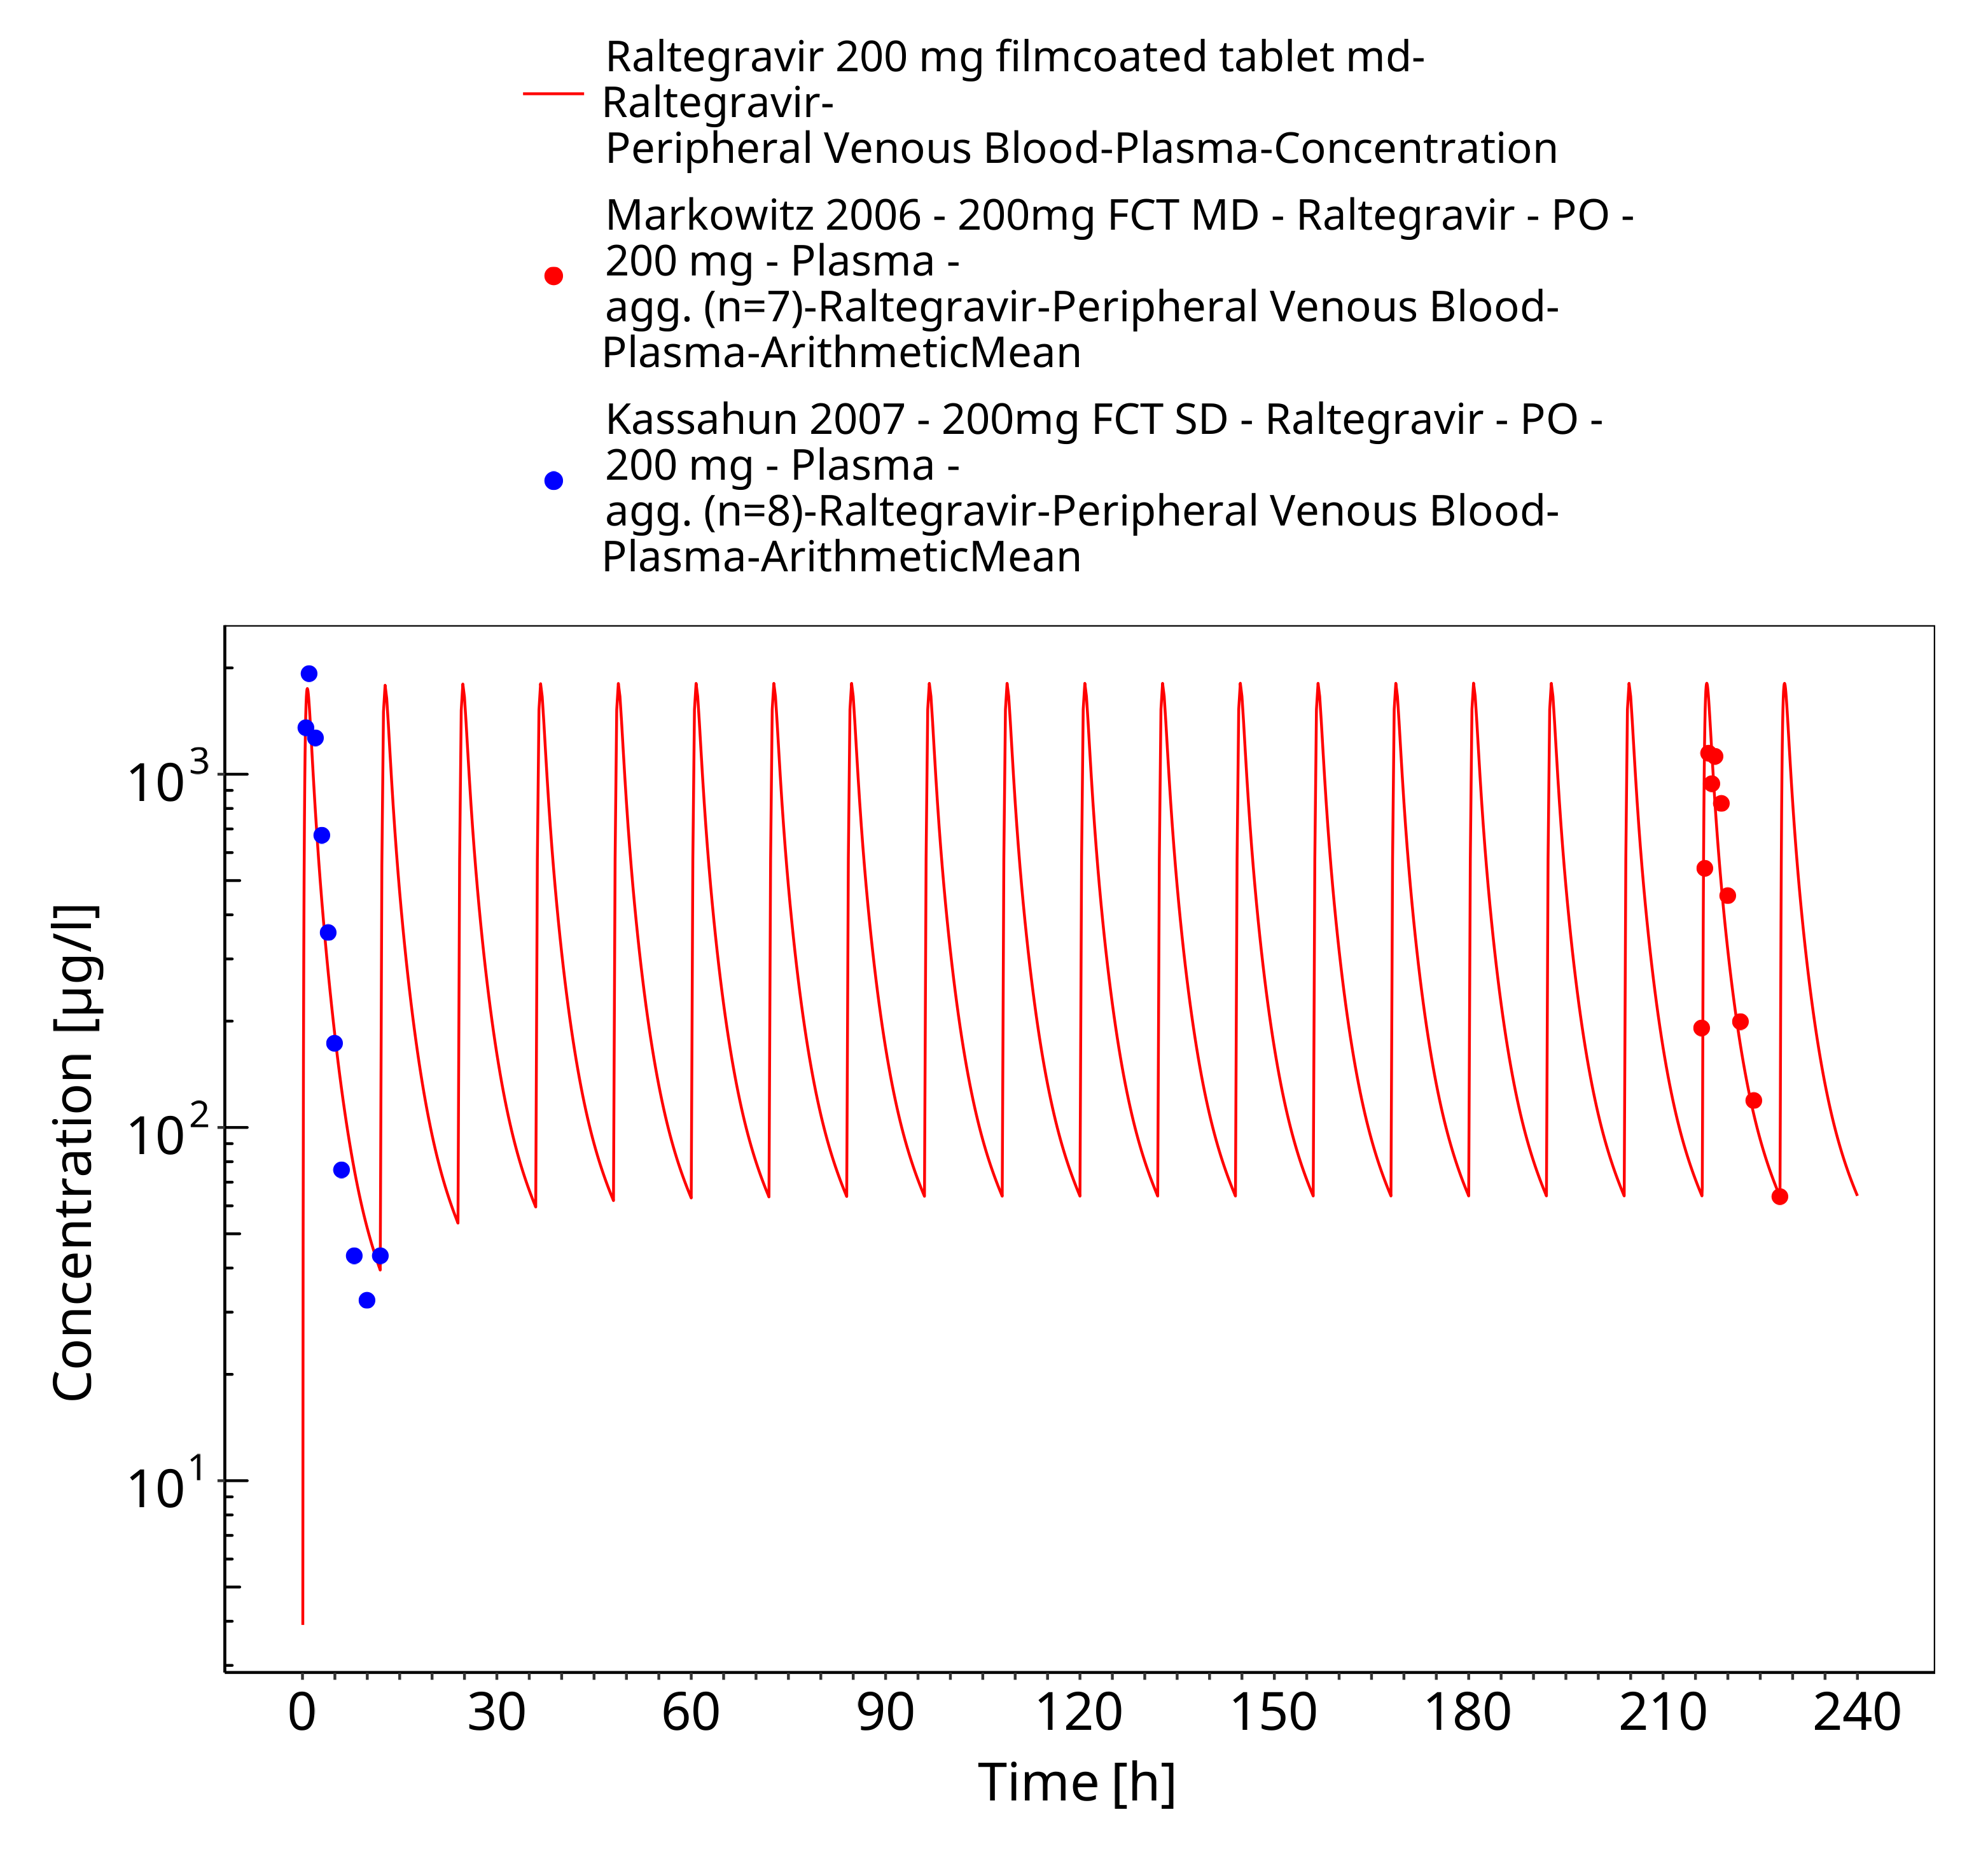 Raltegravir 200 mg filmcoated tablet md-
Raltegravir-
Peripheral Venous Blood-Plasma-Concentration
Markowitz 2006 - 200mg FCT MD - Raltegravir - PO -
200 mg - Plasma -
agg. (n=7)-Raltegravir-Peripheral Venous Blood-
Plasma-ArithmeticMean
Kassahun 2007 - 200mg FCT SD - Raltegravir - PO -
200 mg - Plasma -
agg. (n=8)-Raltegravir-Peripheral Venous Blood-
Plasma-ArithmeticMean
Concentration [µg/l]
10³
10²
10¹
0 30 60 90 120 150 180 210 240
Time [h]